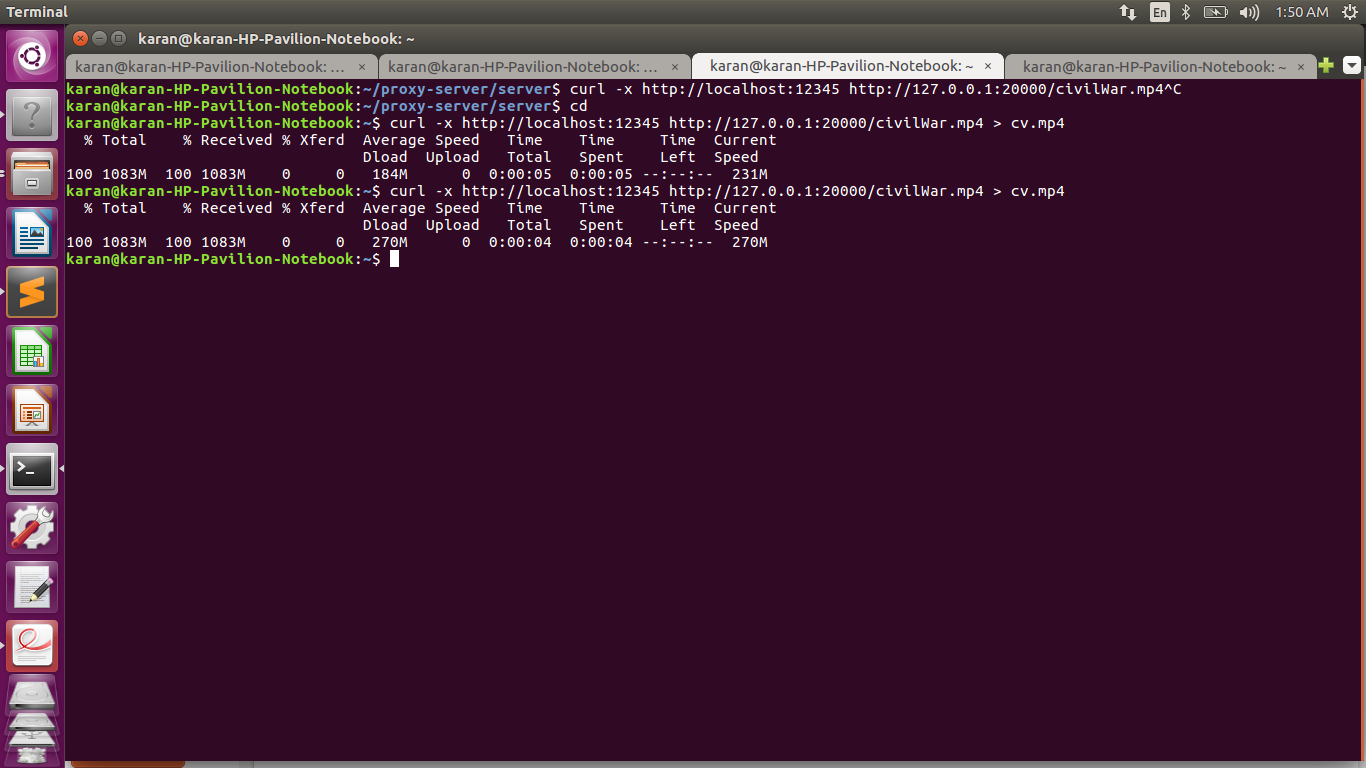 Terminal
En
1:50 AM
karan@karan-HP-Pavilion-Notebook: ~
karan@karan-HP-Pavilion-Notebook: ... × karan@karan-HP-Pavilion-Notebook: ... × karan@karan-HP-Pavilion-Notebook: ~ × karan@karan-HP-Pavilion-Notebook: ~ ×
karan@karan-HP-Pavilion-Notebook:~/proxy-server/server$ curl -x http://localhost:12345 http://127.0.0.1:20000/civilWar.mp4^C
karan@karan-HP-Pavilion-Notebook:~/proxy-server/server$ cd
karan@karan-HP-Pavilion-Notebook:~$ curl -x http://localhost:12345 http://127.0.0.1:20000/civilWar.mp4 > cv.mp4
  % Total    % Received % Xferd  Average Speed   Time    Time     Time  Current
                                 Dload  Upload   Total   Spent    Left  Speed
100 1083M  100 1083M    0     0   184M      0  0:00:05  0:00:05 --:--:--  231M
karan@karan-HP-Pavilion-Notebook:~$ curl -x http://localhost:12345 http://127.0.0.1:20000/civilWar.mp4 > cv.mp4
  % Total    % Received % Xferd  Average Speed   Time    Time     Time  Current
                                 Dload  Upload   Total   Spent    Left  Speed
100 1083M  100 1083M    0     0   270M      0  0:00:04  0:00:04 --:--:--  270M
karan@karan-HP-Pavilion-Notebook:~$